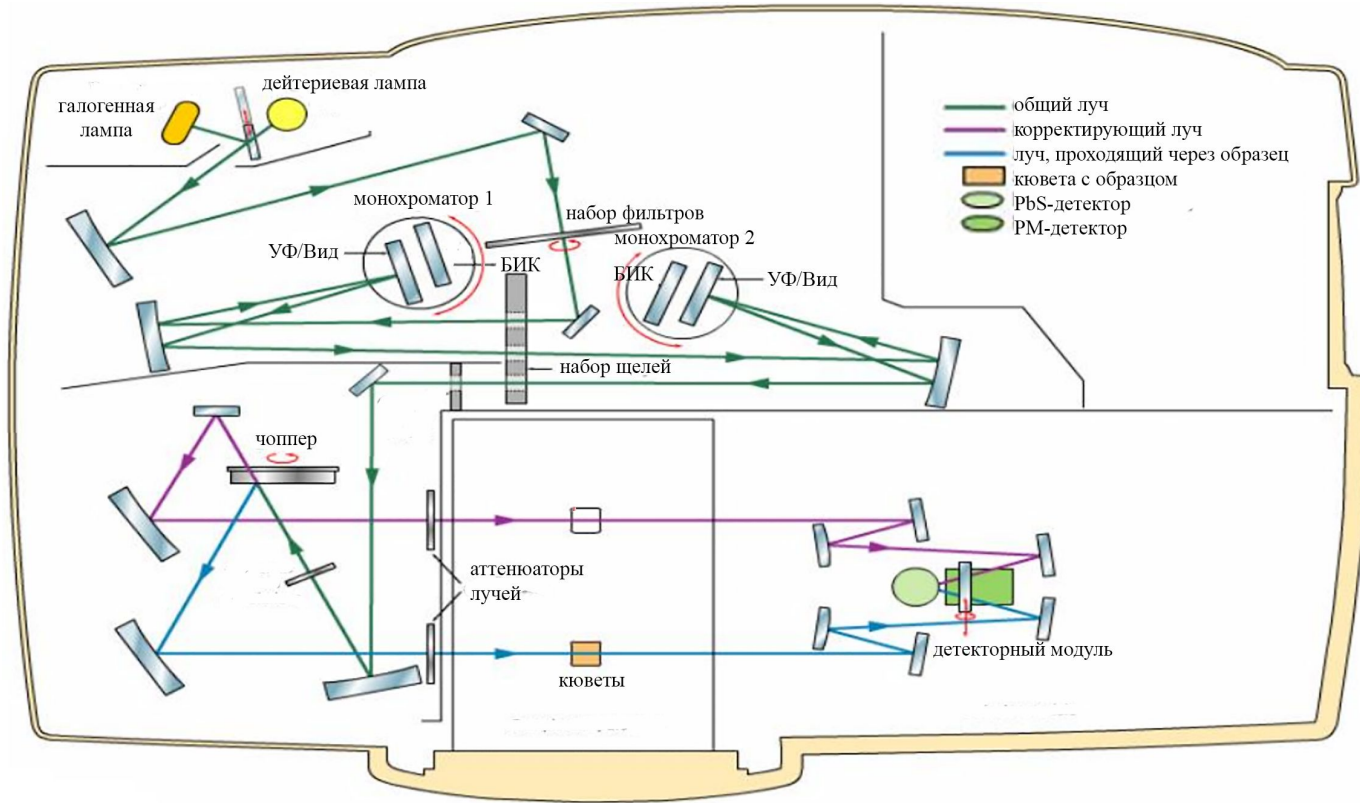 дейтериевая лампа
галогенная
лампа
общий луч
корректирующий луч
луч, проходящий через образец
кювета с образцом
PbS-детектор
PM-детектор
монохроматор 1
набор фильтров
монохроматор 2
УФ/Вид
БИК
БИК
УФ/Вид
набор щелей
чоппер
аттенюаторы
лучей
кюветы
детекторный модуль